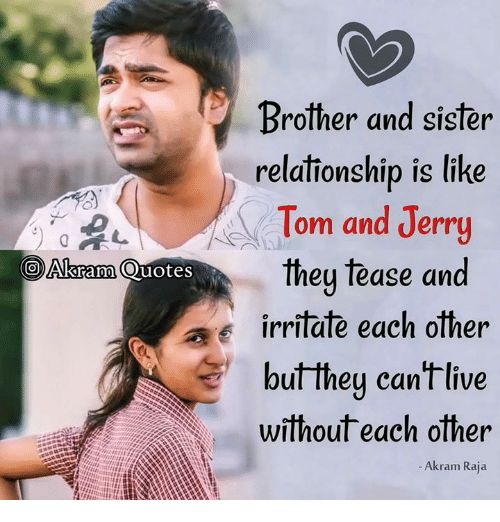 Brother and sister
relationship is like
Tom and Jerry
they tease and
irritate each other
but they can't live
without each other
- Akram Raja
Akram Quotes